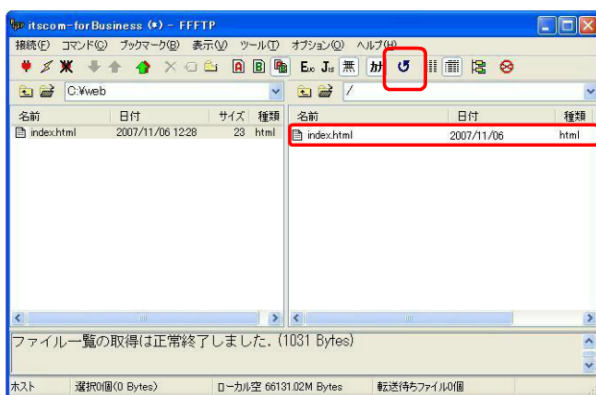 itscom-forBusiness (*) - FFFTP
接続(F) コマンド(C) ブックマーク(B) 表示(V) ツール(T) オプション(O) ヘルプ(H)
A B Euc Jis 無 カナ
C:¥web /
名前 日付 サイズ 種類 名前 日付 種類
index.html 2007/11/06 12:28 23 html index.html 2007/11/06 html
ファイル一覧の取得は正常終了しました. (1031 Bytes)
ホスト 選択0個(0 Bytes) ローカル空 66131.02M Bytes 転送待ちファイル0個